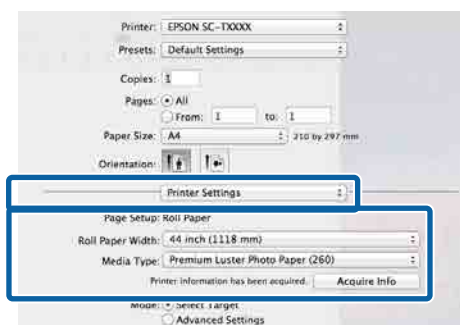 Printer: EPSON SC-TXXXX
Presets: Default Settings
Copies: 1
Pages: All
From: 1 to: 1
Paper Size: A4 210 by 297 mm
Orientation:
Printer Settings
Page Setup: Roll Paper
Roll Paper Width: 44 inch (1118 mm)
Media Type: Premium Luster Photo Paper (260)
Printer information has been acquired. Acquire Info
Mode: Select Target
Advanced Settings